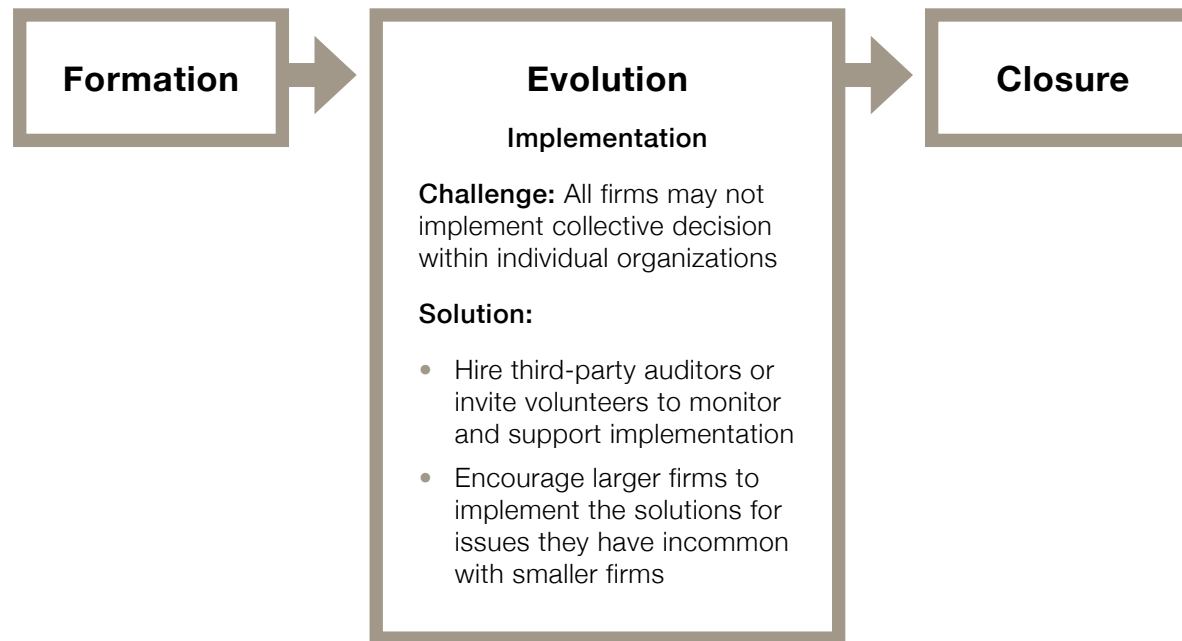 Formation
Evolution
Closure
Implementation
Challenge: All firms may not
implement collective decision
within individual organizations
Solution:
• Hire third-party auditors or
invite volunteers to monitor
and support implementation
• Encourage larger firms to
implement the solutions for
issues they have incommon
with smaller firms